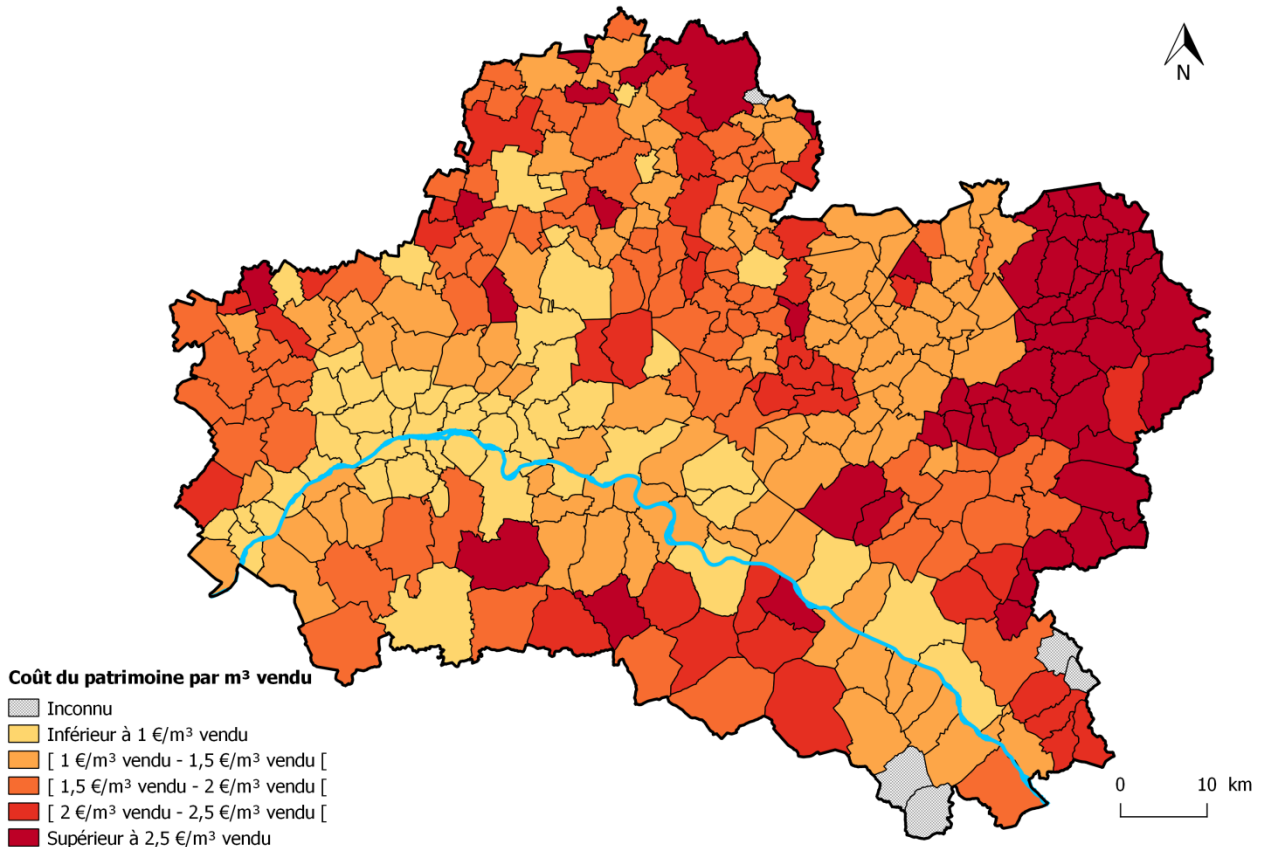 N
Coût du patrimoine par m³ vendu
Inconnu
Inférieur à 1 €/m³ vendu
[ 1 €/m³ vendu - 1,5 €/m³ vendu [
[ 1,5 €/m³ vendu - 2 €/m³ vendu [
[ 2 €/m³ vendu - 2,5 €/m³ vendu [
Supérieur à 2,5 €/m³ vendu
0 10 km